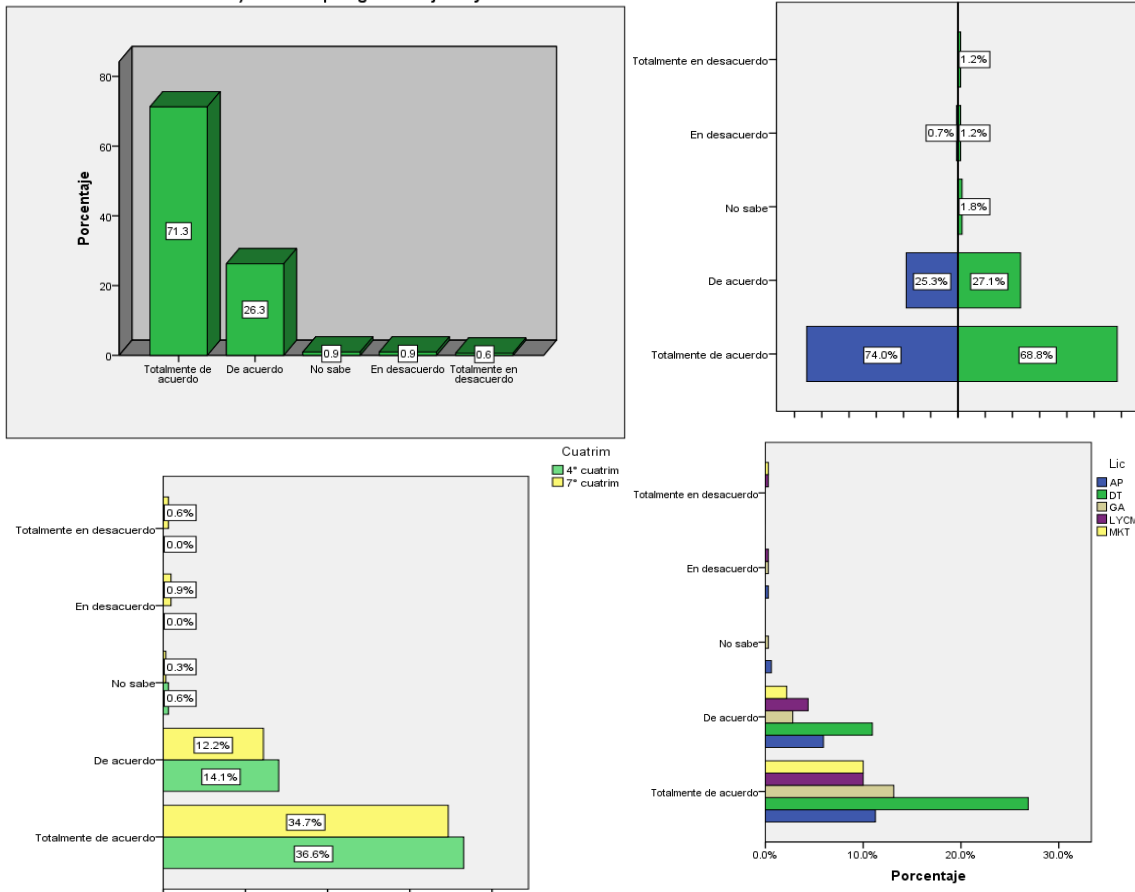 80
60
40
20
0
Porcentaje
71.3
26.3
0.9
0.9
0.6
Totalmente de acuerdo
De acuerdo
No sabe
En desacuerdo
Totalmente en desacuerdo
Totalmente en desacuerdo
1.2%
En desacuerdo
0.7%
1.2%
No sabe
1.8%
De acuerdo
25.3%
27.1%
Totalmente de acuerdo
74.0%
68.8%
Cuatrim
4° cuatrim
7° cuatrim
Totalmente en desacuerdo
0.6%
0.0%
En desacuerdo
0.9%
0.0%
No sabe
0.3%
0.6%
De acuerdo
12.2%
14.1%
Totalmente de acuerdo
34.7%
36.6%
Lic
AP
DT
GA
LYCM
MKT
Totalmente en desacuerdo
En desacuerdo
No sabe
De acuerdo
Totalmente de acuerdo
0.0%
10.0%
20.0%
30.0%
Porcentaje